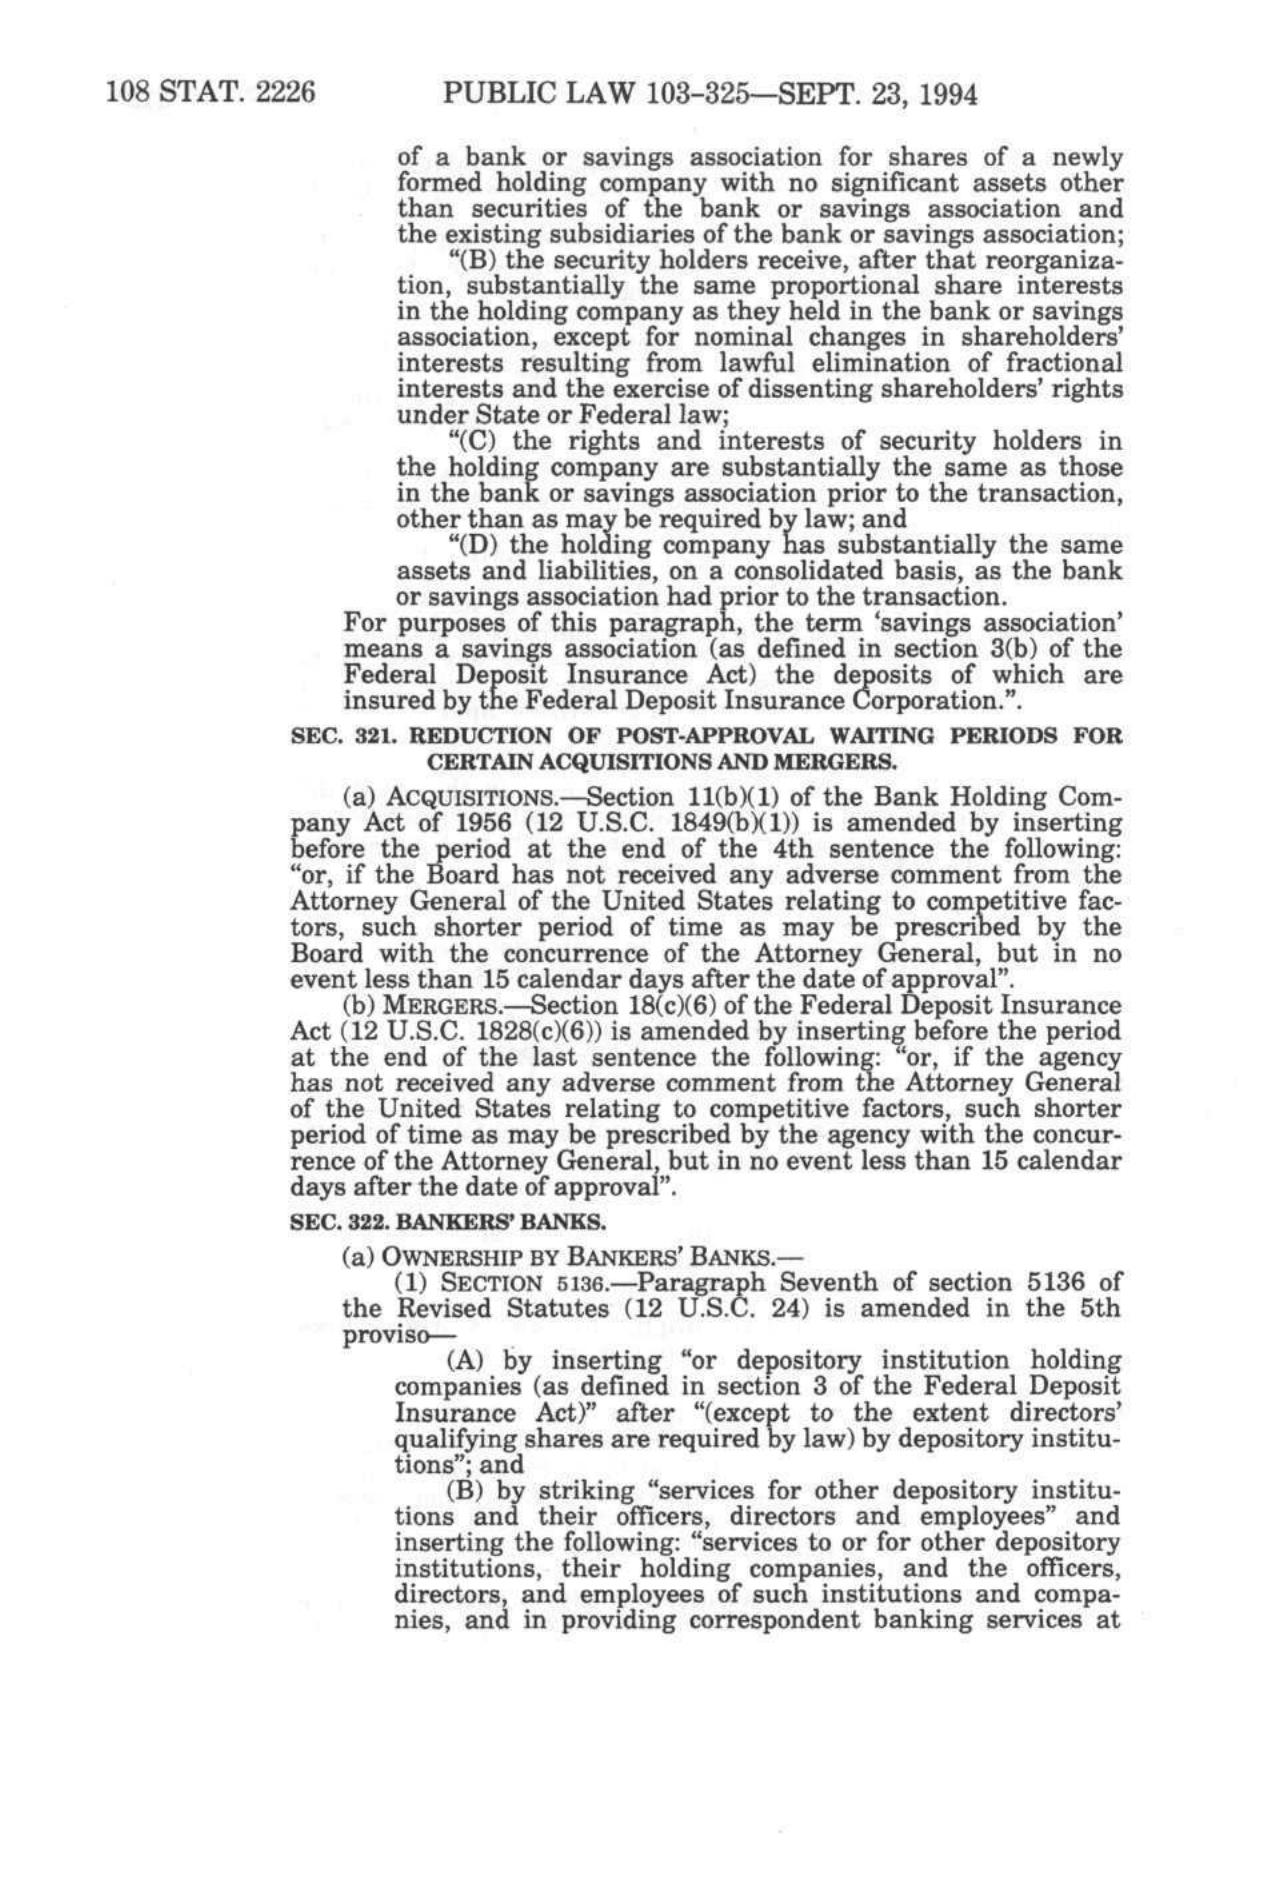 108 STAT. 2226 PUBLIC LAW 103–325—SEPT. 23, 1994
of a bank or savings association for shares of a newly
formed holding company with no significant assets other
than securities of the bank or savings association and
the existing subsidiaries of the bank or savings association;
“(B) the security holders receive, after that reorganiza-
tion, substantially the same proportional share interests
in the holding company as they held in the bank or savings
association, except for nominal changes in shareholders’
interests resulting from lawful elimination of fractional
interests and the exercise of dissenting shareholders’ rights
under State or Federal law;
“(C) the rights and interests of security holders in
the holding company are substantially the same as those
in the bank or savings association prior to the transaction,
other than as may be required by law; and
“(D) the holding company has substantially the same
assets and liabilities, on a consolidated basis, as the bank
or savings association had prior to the transaction.
For purposes of this paragraph, the term ‘savings association’
means a savings association (as defined in section 3(b) of the
Federal Deposit Insurance Act) the deposits of which are
insured by the Federal Deposit Insurance Corporation.”.
SEC. 321. REDUCTION OF POST-APPROVAL WAITING PERIODS FOR
CERTAIN ACQUISITIONS AND MERGERS.
(a) ACQUISITIONS.—Section 11(b)(1) of the Bank Holding Com-
pany Act of 1956 (12 U.S.C. 1849(b)(1)) is amended by inserting
before the period at the end of the 4th sentence the following:
“or, if the Board has not received any adverse comment from the
Attorney General of the United States relating to competitive fac-
tors, such shorter period of time as may be prescribed by the
Board with the concurrence of the Attorney General, but in no
event less than 15 calendar days after the date of approval”.
(b) MERGERS.—Section 18(c)(6) of the Federal Deposit Insurance
Act (12 U.S.C. 1828(c)(6)) is amended by inserting before the period
at the end of the last sentence the following: “or, if the agency
has not received any adverse comment from the Attorney General
of the United States relating to competitive factors, such shorter
period of time as may be prescribed by the agency with the concur-
rence of the Attorney General, but in no event less than 15 calendar
days after the date of approval”.
SEC. 322. BANKERS’ BANKS.
(a) OWNERSHIP BY BANKERS’ BANKS.—
(1) SECTION 5136.—Paragraph Seventh of section 5136 of
the Revised Statutes (12 U.S.C. 24) is amended in the 5th
proviso—
(A) by inserting “or depository institution holding
companies (as defined in section 3 of the Federal Deposit
Insurance Act)” after “(except to the extent directors’
qualifying shares are required by law) by depository institu-
tions”; and
(B) by striking “services for other depository institu-
tions and their officers, directors and employees” and
inserting the following: “services to or for other depository
institutions, their holding companies, and the officers,
directors, and employees of such institutions and compa-
nies, and in providing correspondent banking services at